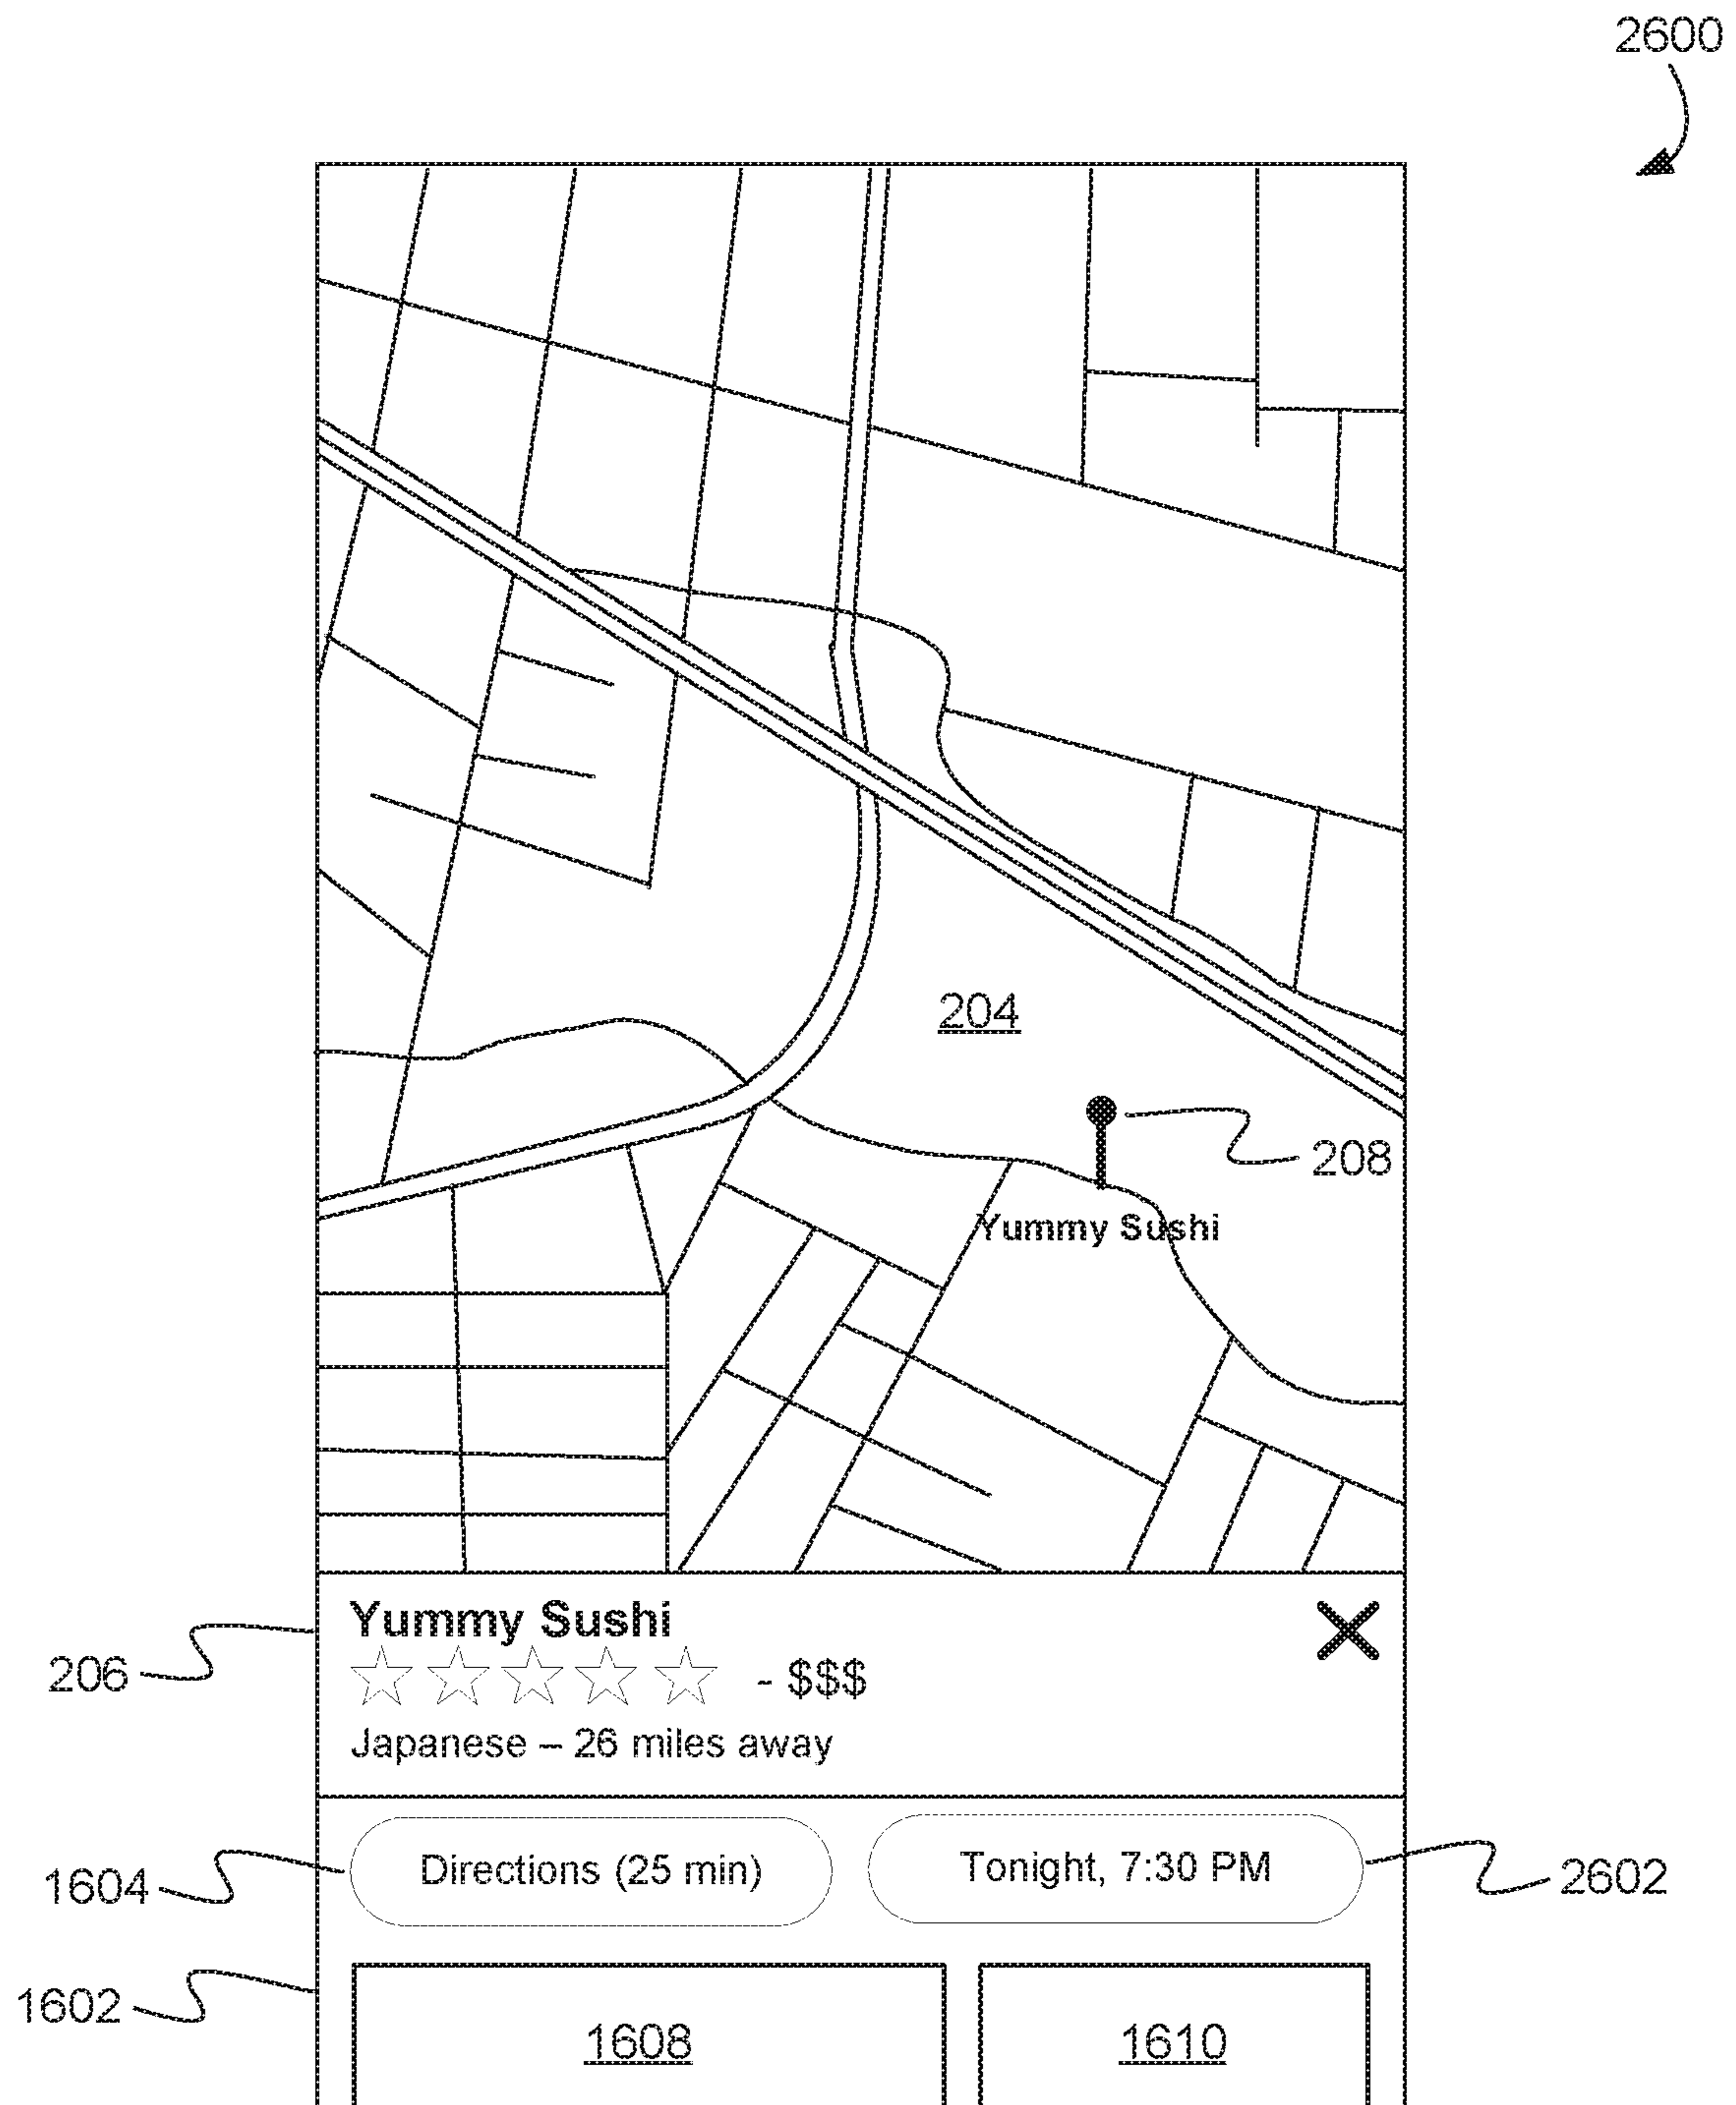 2600
204
208
Yummy Sushi
206
Yummy Sushi
- $$$
Japanese – 26 miles away
1604
Directions (25 min)
Tonight, 7:30 PM
2602
1602
1608
1610